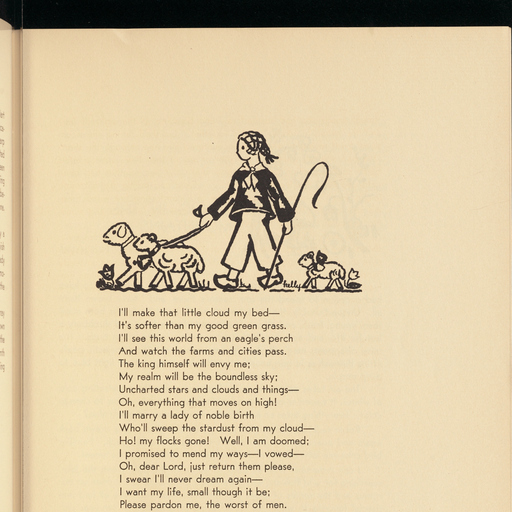 kelly
I'll make that little cloud my bed—
It's softer than my good green grass.
I'll see this world from an eagle's perch
And watch the farms and cities pass.
The king himself will envy me;
My realm will be the boundless sky;
Uncharted stars and clouds and things—
Oh, everything that moves on high!
I'll marry a lady of noble birth
Who'll sweep the stardust from my cloud—
Ho! my flocks gone! Well, I am doomed;
I promised to mend my ways—I vowed—
Oh, dear Lord, just return them please,
I swear I'll never dream again—
I want my life, small though it be;
Please pardon me, the worst of men.